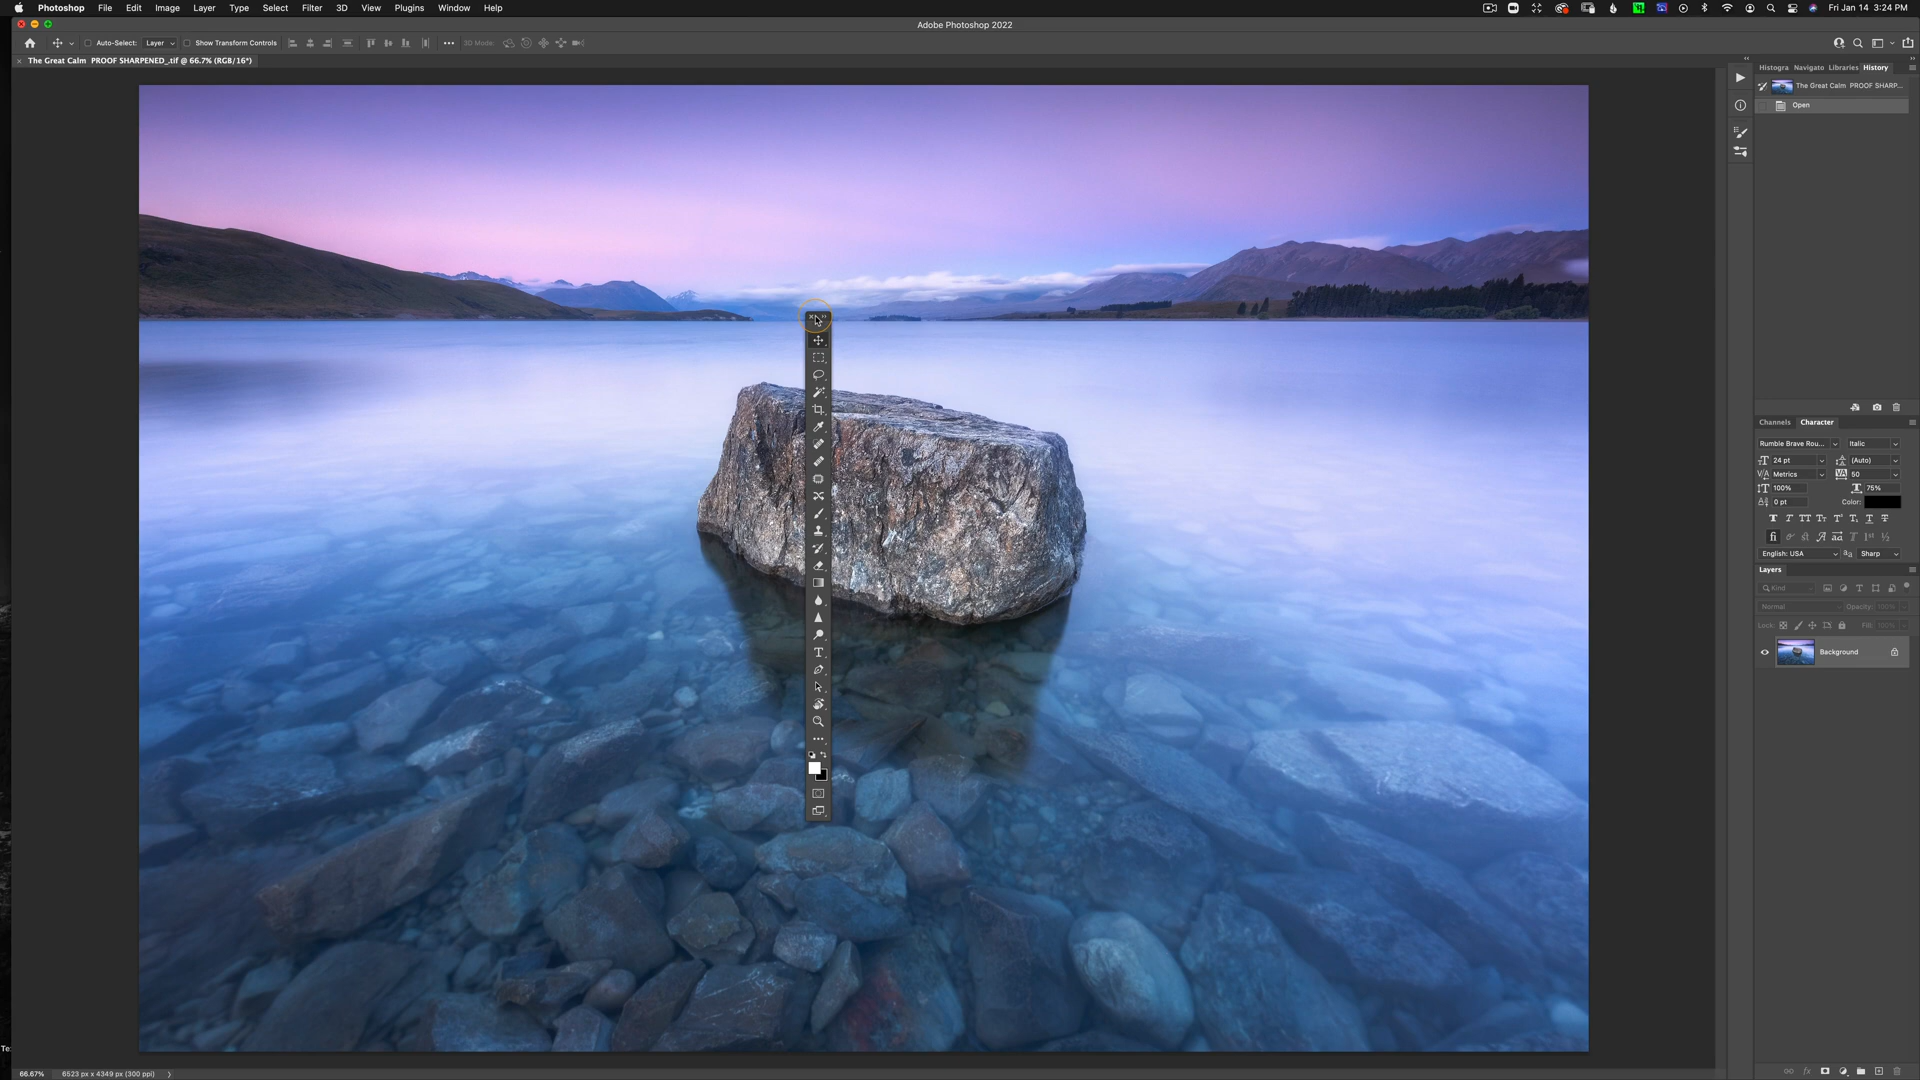 Photoshop File Edit Image Layer Type Select Filter 3D View Plugins Window Help Fri Jan 14 3:24 PM
Adobe Photoshop 2022
Auto-Select: Layer Show Transform Controls 3D Mode:
The Great Calm PROOF SHARPENED_.tif @ 66.7% (RGB/16*)
Histogra Navigato Libraries History
The Great Calm PROOF SHARP...
Open
Channels Character
Rumble Brave Rou... Italic
24 pt (Auto)
Metrics 50
100% 75%
0 pt Color:
English: USA Sharp
Layers
Kind
Normal Opacity: 100%
Lock: Fill: 100%
Background
66.67% 6523 px x 4349 px (300 ppi)